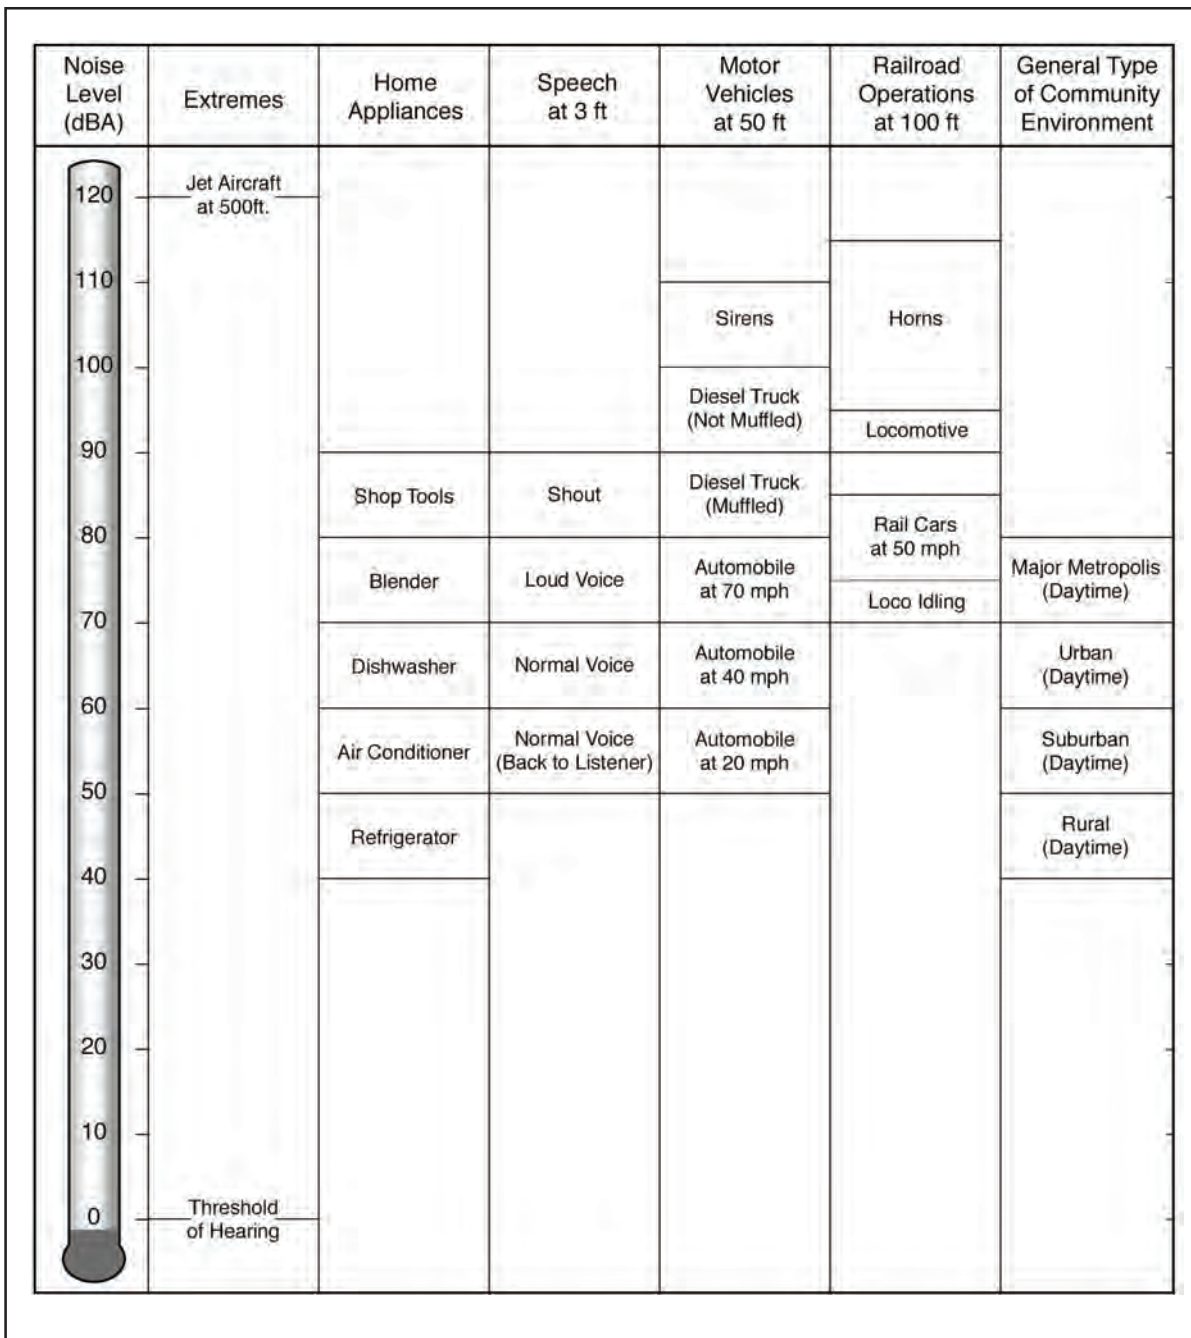 Noise
Level
(dBA)
Extremes
Home
Appliances
Speech
at 3 ft
Motor
Vehicles
at 50 ft
Railroad
Operations
at 100 ft
General Type
of Community
Environment
120
110
100
90
80
70
60
50
40
30
20
10
0
Jet Aircraft
at 500ft.
Threshold
of Hearing
Shop Tools
Blender
Dishwasher
Air Conditioner
Refrigerator
Shout
Loud Voice
Normal Voice
Normal Voice
(Back to Listener)
Sirens
Diesel Truck
(Not Muffled)
Diesel Truck
(Muffled)
Automobile
at 70 mph
Automobile
at 40 mph
Automobile
at 20 mph
Horns
Locomotive
Rail Cars
at 50 mph
Loco Idling
Major Metropolis
(Daytime)
Urban
(Daytime)
Suburban
(Daytime)
Rural
(Daytime)